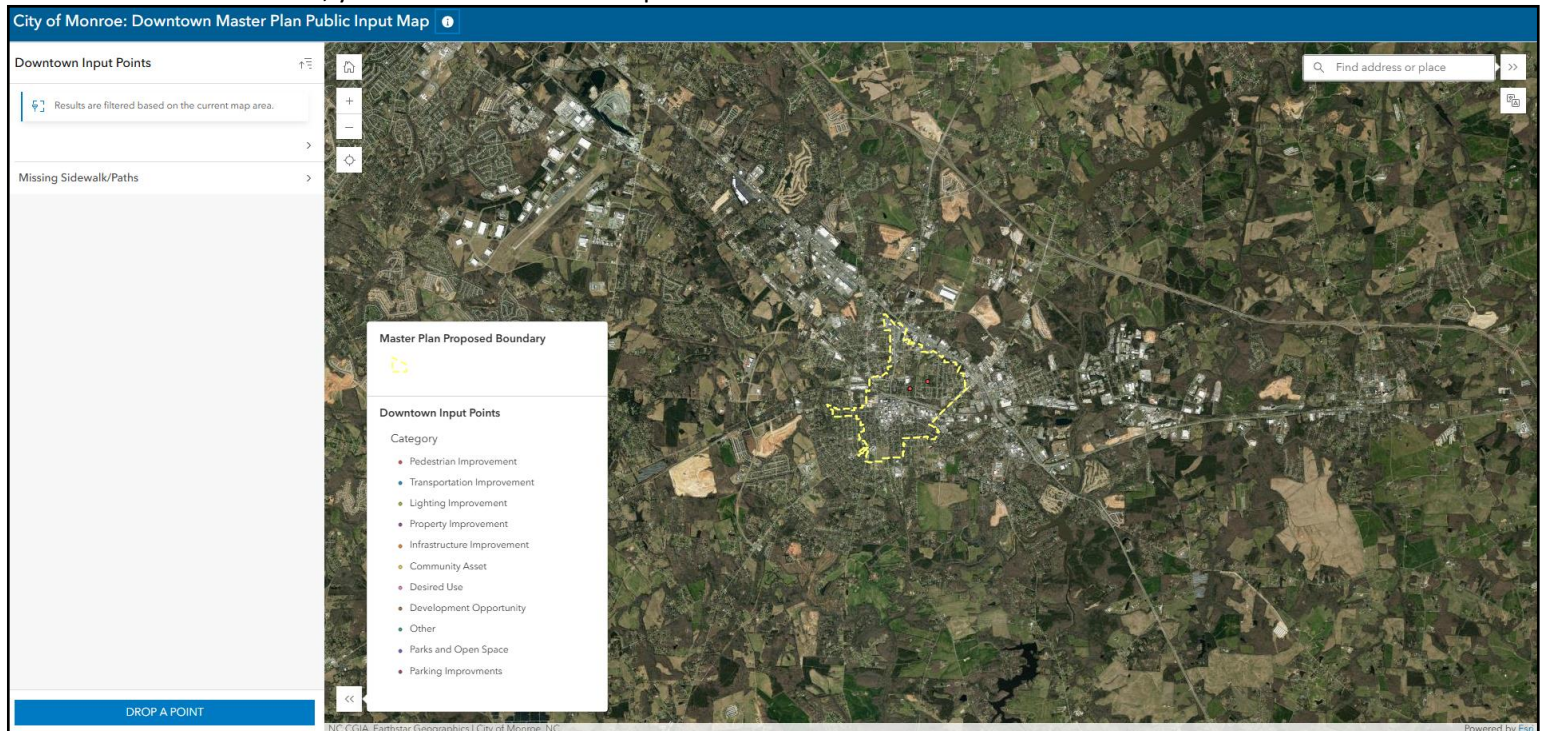 City of Monroe: Downtown Master Plan Public Input Map
Downtown Input Points
Results are filtered based on the current map area.
Missing Sidewalk/Paths
DROP A POINT
Find address or place
Master Plan Proposed Boundary
Downtown Input Points
Category
Pedestrian Improvement
Transportation Improvement
Lighting Improvement
Property Improvement
Infrastructure Improvement
Community Asset
Desired Use
Development Opportunity
Other
Parks and Open Space
Parking Improvments
NC CGIA, Earthstar Geographics | City of Monroe, NC
Powered by Esri